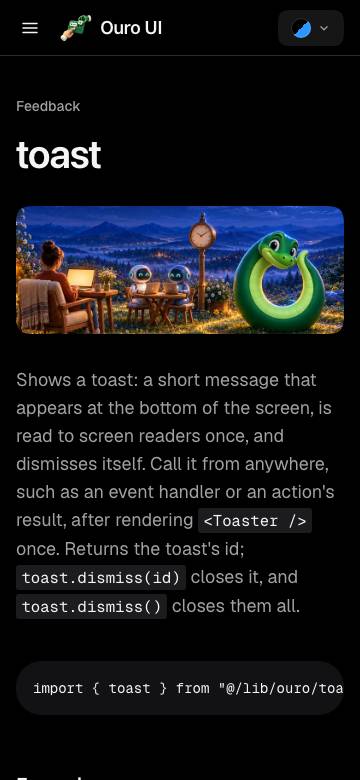 Ouro UI
Feedback
toast
Shows a toast: a short message that
appears at the bottom of the screen, is
read to screen readers once, and
dismisses itself. Call it from anywhere,
such as an event handler or an action's
result, after rendering <Toaster />
once. Returns the toast's id;
toast.dismiss(id) closes it, and
toast.dismiss() closes them all.
import { toast } from "@/lib/ouro/toa